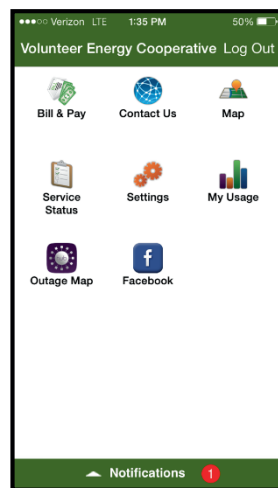 Verizon LTE 1:35 PM 50%
Volunteer Energy Cooperative Log Out
Bill & Pay Contact Us Map
Service
Status Settings My Usage
Outage Map Facebook
Notifications 1